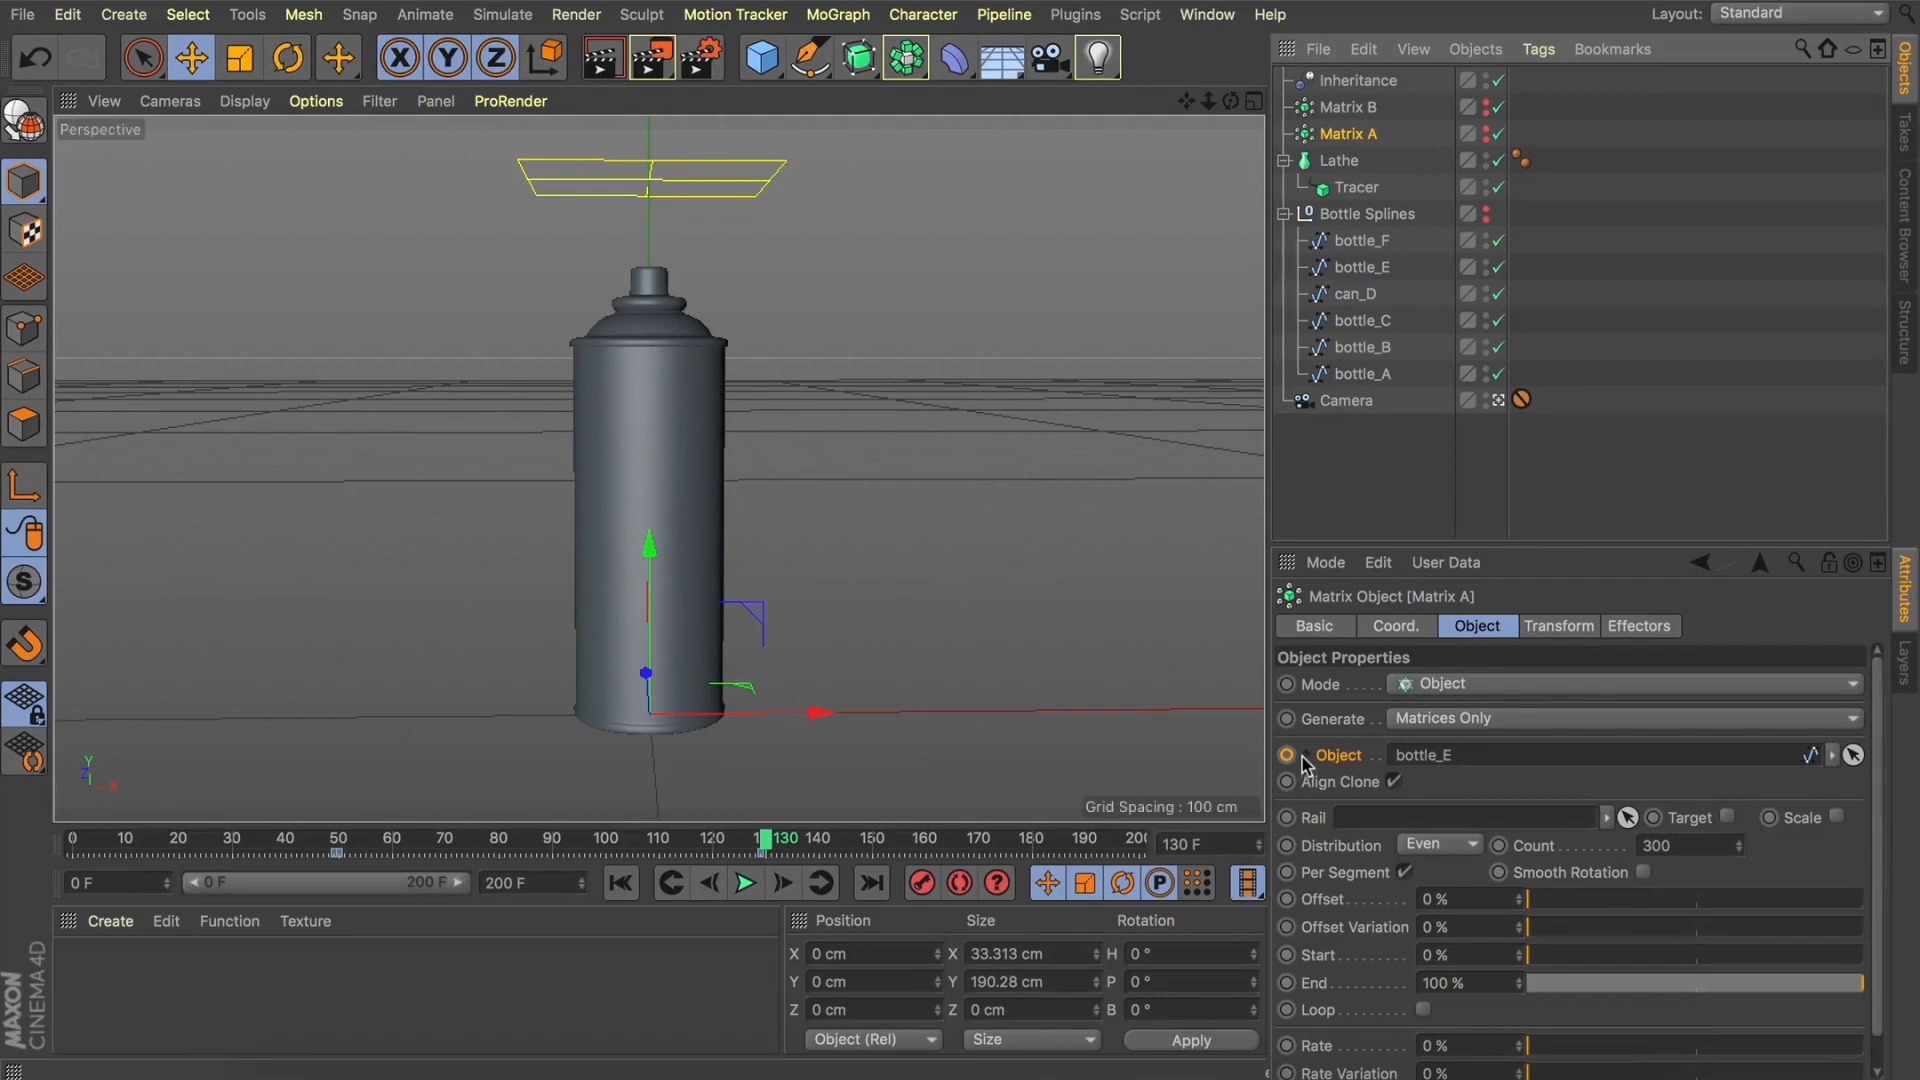 File Edit Create Select Tools Mesh Snap Animate Simulate Render Sculpt Motion Tracker MoGraph Character Pipeline Plugins Script Window Help Layout: Standard
X Y Z
File Edit View Objects Tags Bookmarks
View Cameras Display Options Filter Panel ProRender
Perspective
Inheritance
Matrix B
Matrix A
Lathe
Tracer
Bottle Splines
bottle_F
bottle_E
can_D
bottle_C
bottle_B
bottle_A
Camera
Objects
Takes
Content Browser
Structure
Mode Edit User Data
Matrix Object [Matrix A]
Basic Coord. Object Transform Effectors
Object Properties
Mode Object
Generate Matrices Only
Object bottle_E
Align Clone
Rail Target Scale
Distribution Even Count 300
Per Segment Smooth Rotation
Offset 0 %
Offset Variation 0 %
Start 0 %
End 100 %
Loop
Rate 0 %
Rate Variation 0 %
Attributes
Layers
Y
Z
X
Grid Spacing : 100 cm
0 10 20 30 40 50 60 70 80 90 100 110 120 130 140 150 160 170 180 190 200 130 F
0 F 0 F 200 F 200 F
Create Edit Function Texture
Position Size Rotation
X 0 cm X 33.313 cm H 0 °
Y 0 cm Y 190.28 cm P 0 °
Z 0 cm Z 0 cm B 0 °
Object (Rel) Size Apply
MAXON
CINEMA 4D